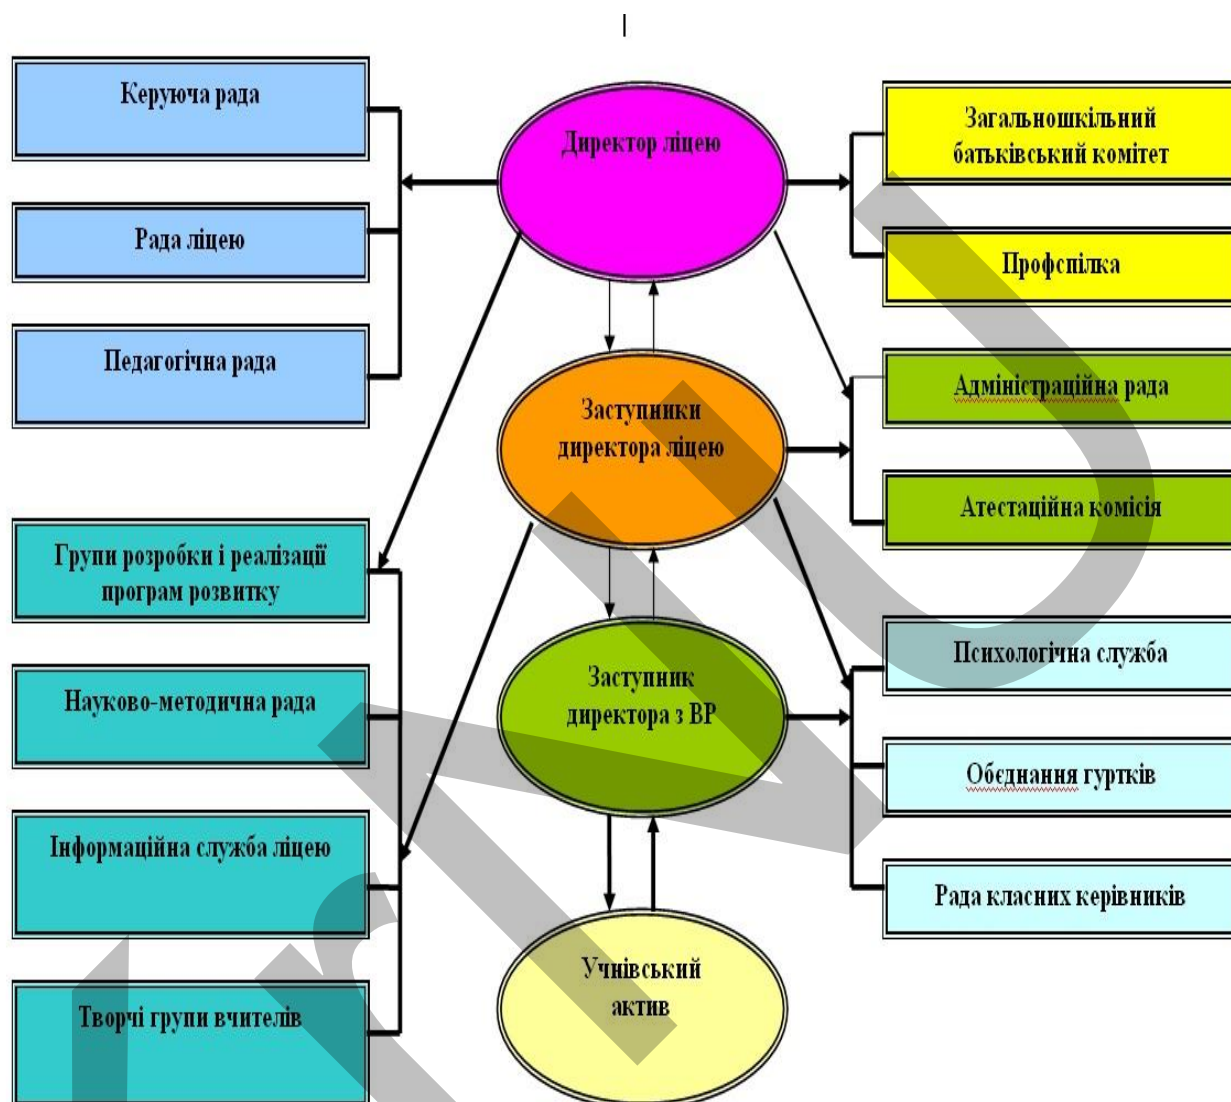 Керуюча рада
Рада ліцею
Педагогічна рада
Групи розробки і реалізації
програм розвитку
Науково-методична рада
Інформаційна служба ліцею
Творчі групи вчителів
Директор ліцею
Заступники
директора ліцею
Заступник
директора з ВР
Учнівський
актив
Загальношкільний
батьківський комітет
Профспілка
Адміністраційна рада
Атестаційна комісія
Психологічна служба
Обєднання гуртків
Рада класних керівників